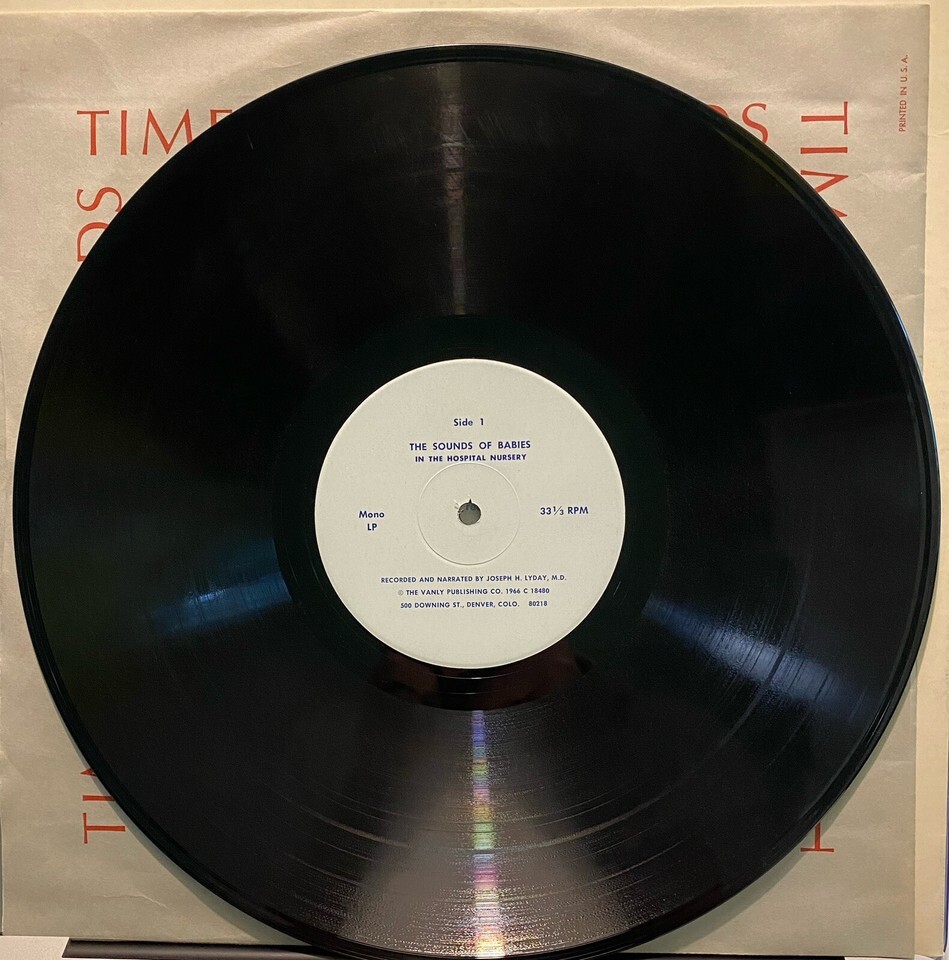 TIME
PRINTED IN U.S.A.
Side 1
THE SOUNDS OF BABIES
IN THE HOSPITAL NURSERY
Mono
LP
33⅓ RPM
RECORDED AND NARRATED BY JOSEPH H. LYDAY, M.D.
© THE VANLY PUBLISHING CO. 1966 C 18480
500 DOWNING ST., DENVER, COLO. 80218